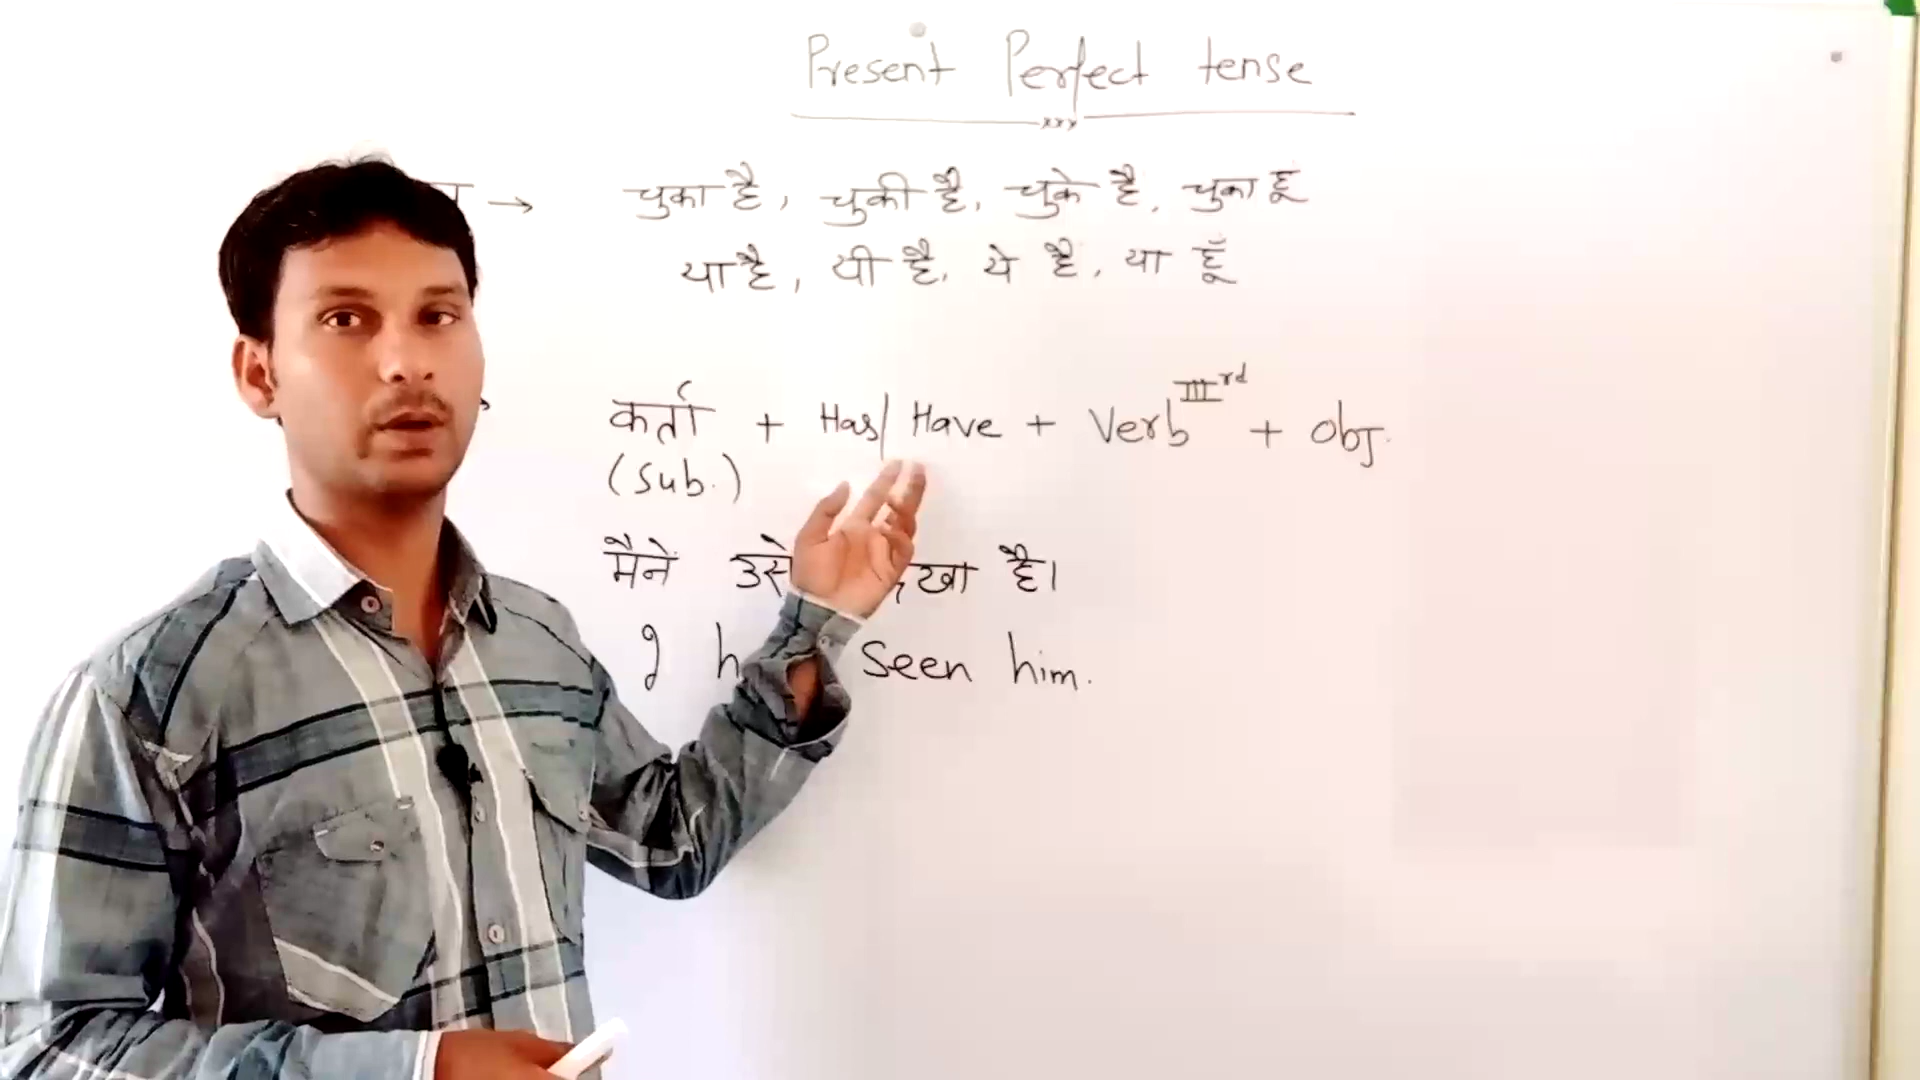 Present Perfect tense
→ चुका है, चुकी है, चुके है, चुका हूं
या है, यी है, ये है, या हूँ
कर्ता + Has/ Have + Verb IIIrd + obj.
(Sub.)
मैने उसे है।
I seen him.